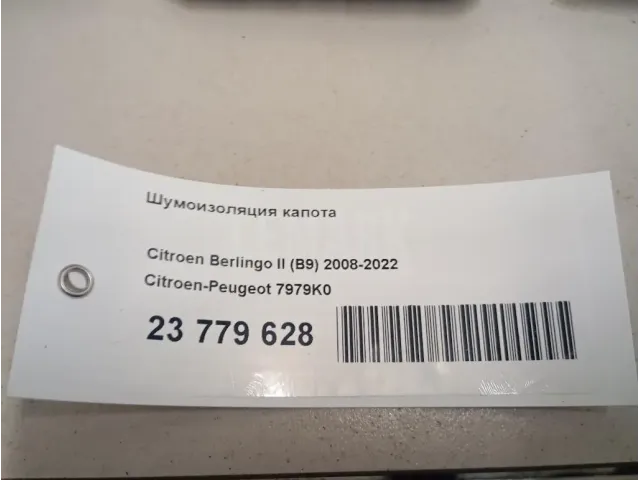 Шумоизоляция капота
Citroen Berlingo II (B9) 2008-2022
Citroen-Peugeot 7979K0
23 779 628